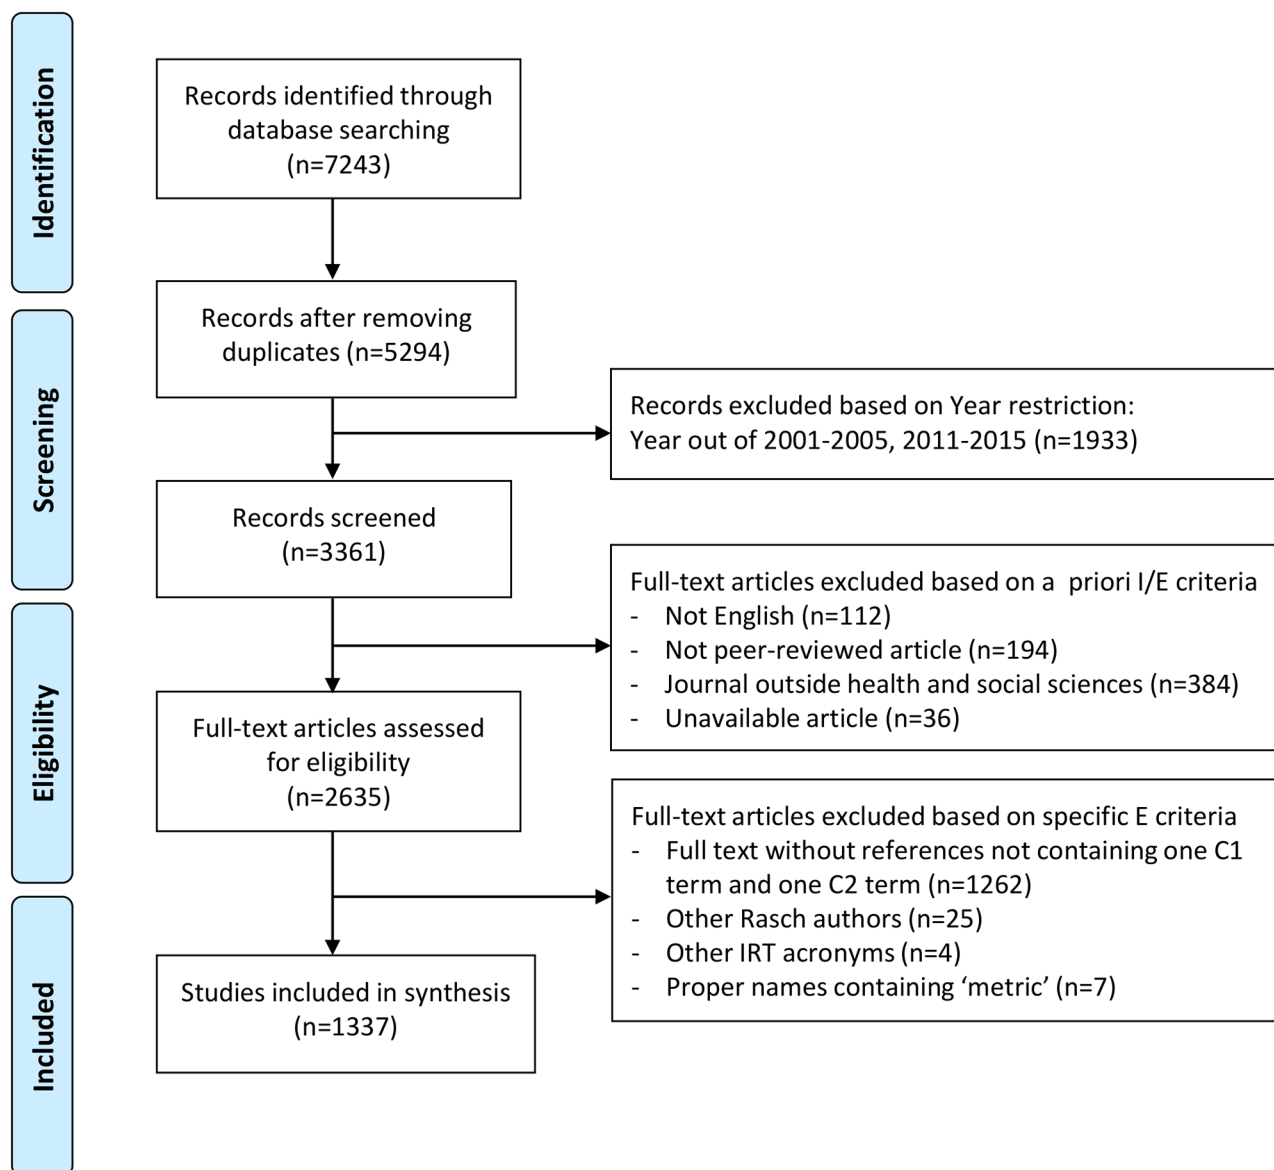 Identification
Records identified through
database searching
(n=7243)
Records after removing
duplicates (n=5294)
Screening
Records excluded based on Year restriction:
Year out of 2001-2005, 2011-2015 (n=1933)
Records screened
(n=3361)
Full-text articles excluded based on a  priori I/E criteria
- Not English (n=112)
- Not peer-reviewed article (n=194)
- Journal outside health and social sciences (n=384)
- Unavailable article (n=36)
Eligibility
Full-text articles assessed
for eligibility
(n=2635)
Full-text articles excluded based on specific E criteria
- Full text without references not containing one C1
term and one C2 term (n=1262)
- Other Rasch authors (n=25)
- Other IRT acronyms (n=4)
- Proper names containing ‘metric’ (n=7)
Included
Studies included in synthesis
(n=1337)